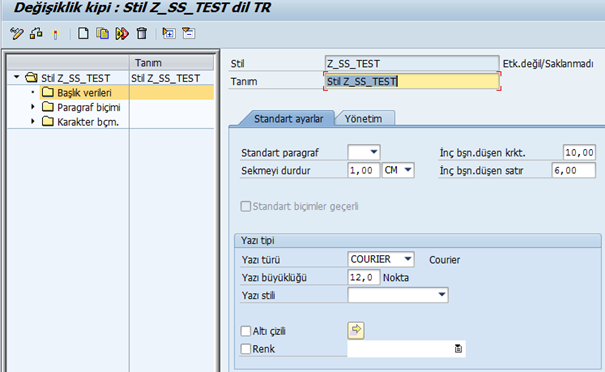 Değişiklik kipi : Stil Z_SS_TEST dil TR
Tanım
Stil Z_SS_TEST Stil Z_SS_TEST
Başlık verileri
Paragraf biçimi
Karakter bçm.
Stil Z_SS_TEST Etk.değil/Saklanmadı
Tanım Stil Z_SS_TEST
Standart ayarlar Yönetim
Standart paragraf İnç bşn.düşen krkt. 10,00
Sekmeyi durdur 1,00 CM İnç bşn.düşen satır 6,00
Standart biçimler geçerli
Yazı tipi
Yazı türü COURIER Courier
Yazı büyüklüğü 12,0 Nokta
Yazı stili
Altı çizili
Renk